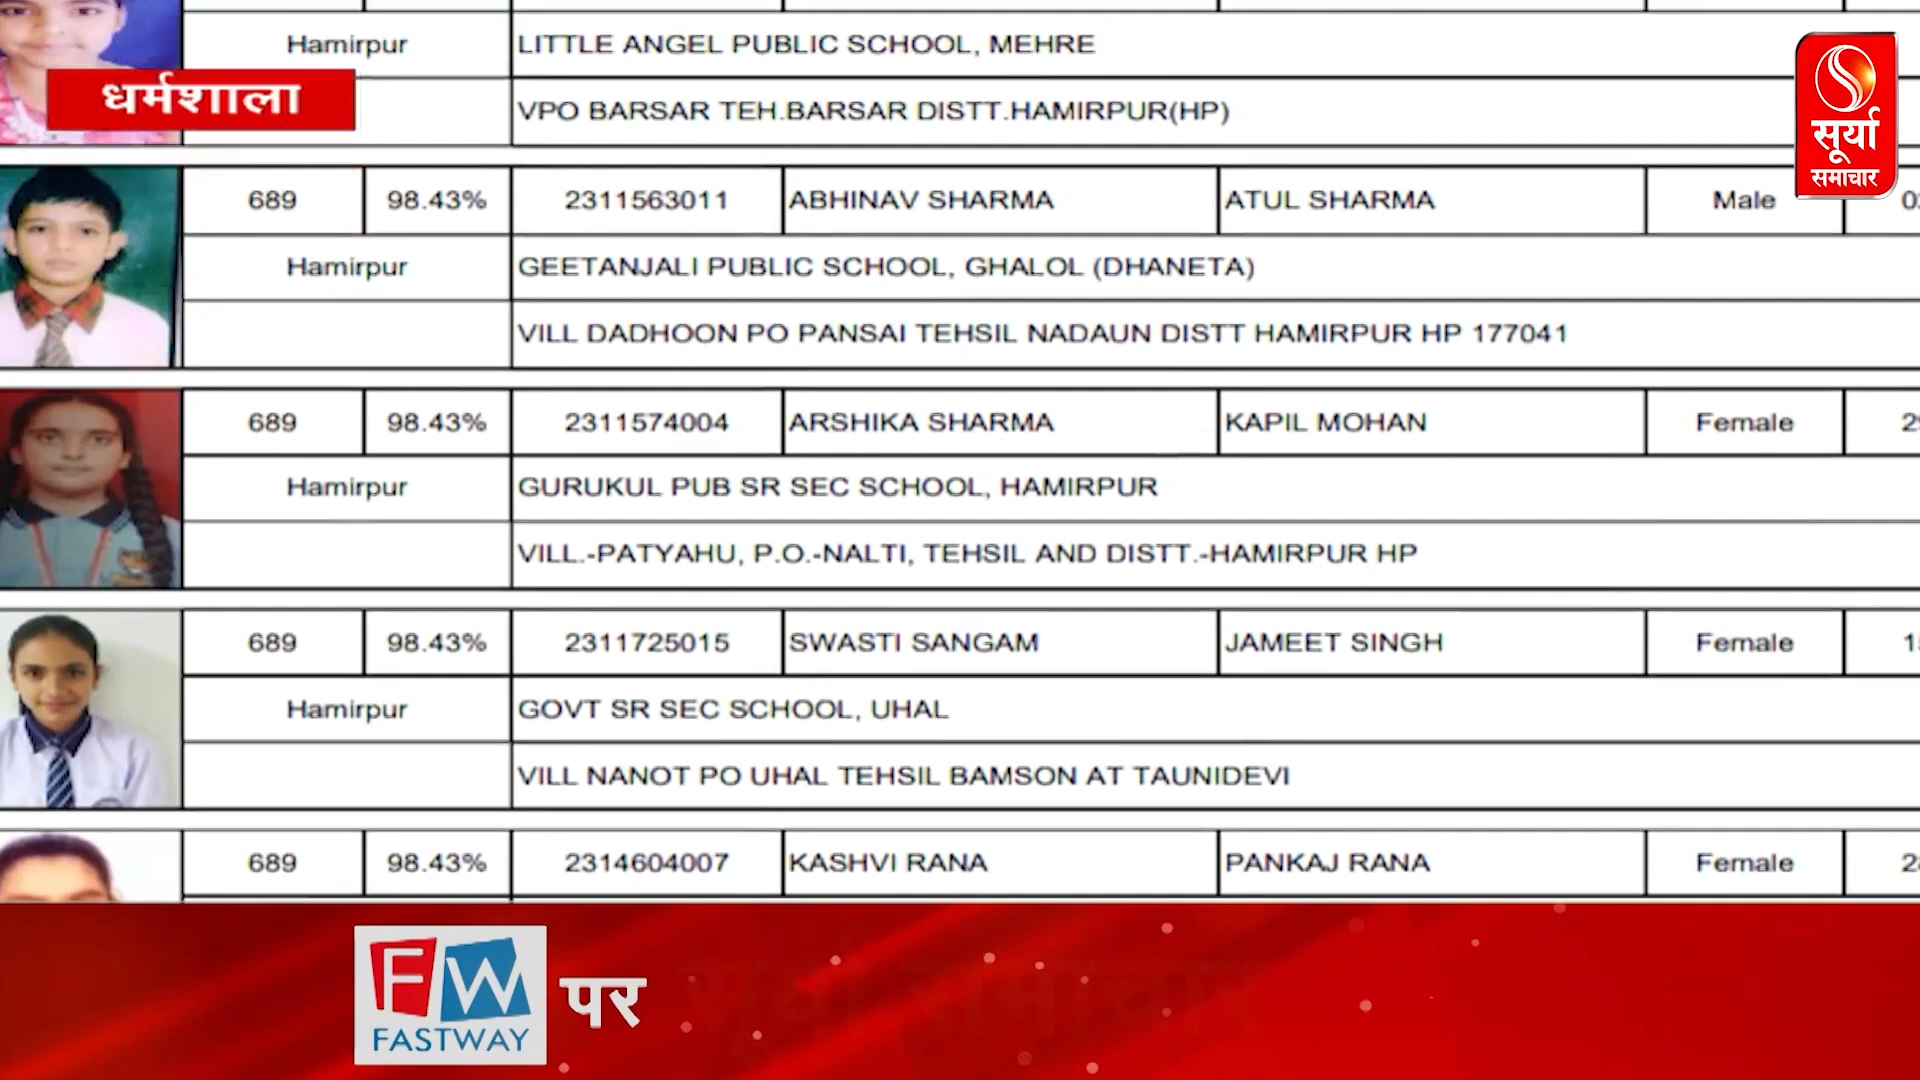 Hamirpur LITTLE ANGEL PUBLIC SCHOOL, MEHRE
धर्मशाला
VPO BARSAR TEH.BARSAR DISTT.HAMIRPUR(HP)
सूर्या
समाचार
689 98.43% 2311563011 ABHINAV SHARMA ATUL SHARMA Male
Hamirpur GEETANJALI PUBLIC SCHOOL, GHALOL (DHANETA)
VILL DADHOON PO PANSAI TEHSIL NADAUN DISTT HAMIRPUR HP 177041
689 98.43% 2311574004 ARSHIKA SHARMA KAPIL MOHAN Female
Hamirpur GURUKUL PUB SR SEC SCHOOL, HAMIRPUR
VILL.-PATYAHU, P.O.-NALTI, TEHSIL AND DISTT.-HAMIRPUR HP
689 98.43% 2311725015 SWASTI SANGAM JAMEET SINGH Female
Hamirpur GOVT SR SEC SCHOOL, UHAL
VILL NANOT PO UHAL TEHSIL BAMSON AT TAUNIDEVI
689 98.43% 2314604007 KASHVI RANA PANKAJ RANA Female
FW
FASTWAY
पर